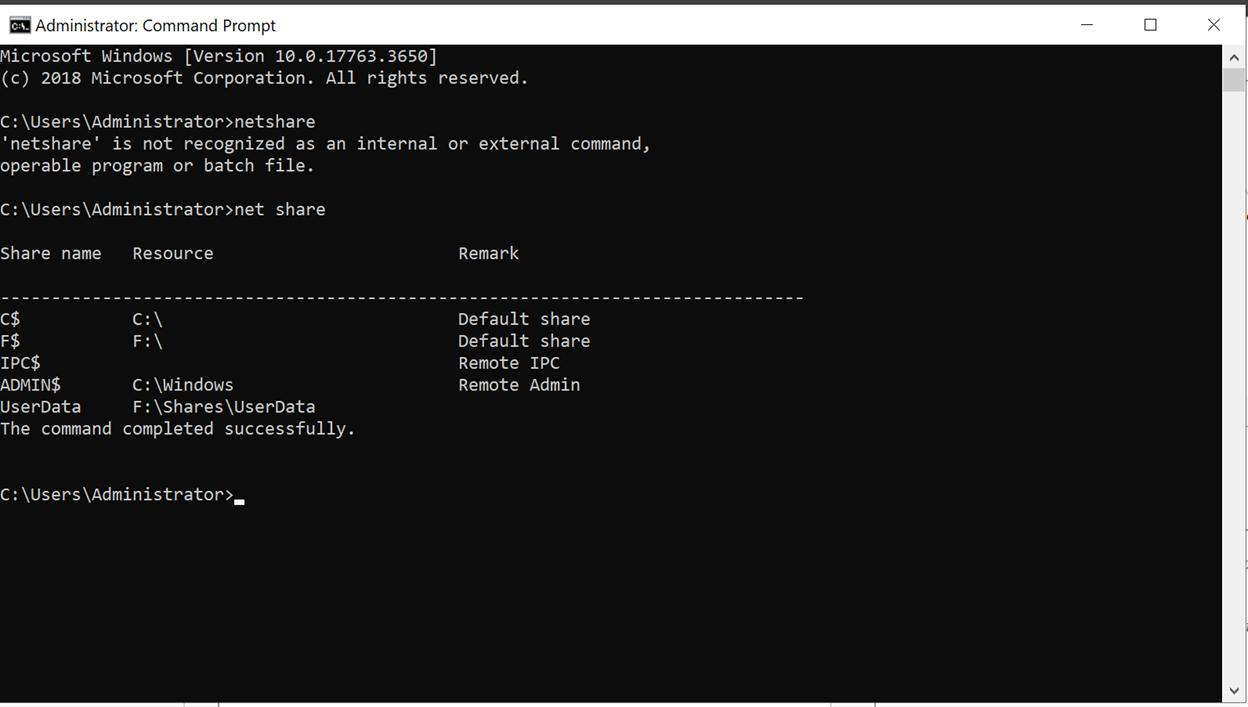 Administrator: Command Prompt
Microsoft Windows [Version 10.0.17763.3650]
(c) 2018 Microsoft Corporation. All rights reserved.
C:\Users\Administrator>netshare
'netshare' is not recognized as an internal or external command,
operable program or batch file.
C:\Users\Administrator>net share
Share name   Resource                        Remark
-------------------------------------------------------------------------------
C$           C:\                             Default share
F$           F:\                             Default share
IPC$                                         Remote IPC
ADMIN$       C:\Windows                      Remote Admin
UserData     F:\Shares\UserData
The command completed successfully.
C:\Users\Administrator>